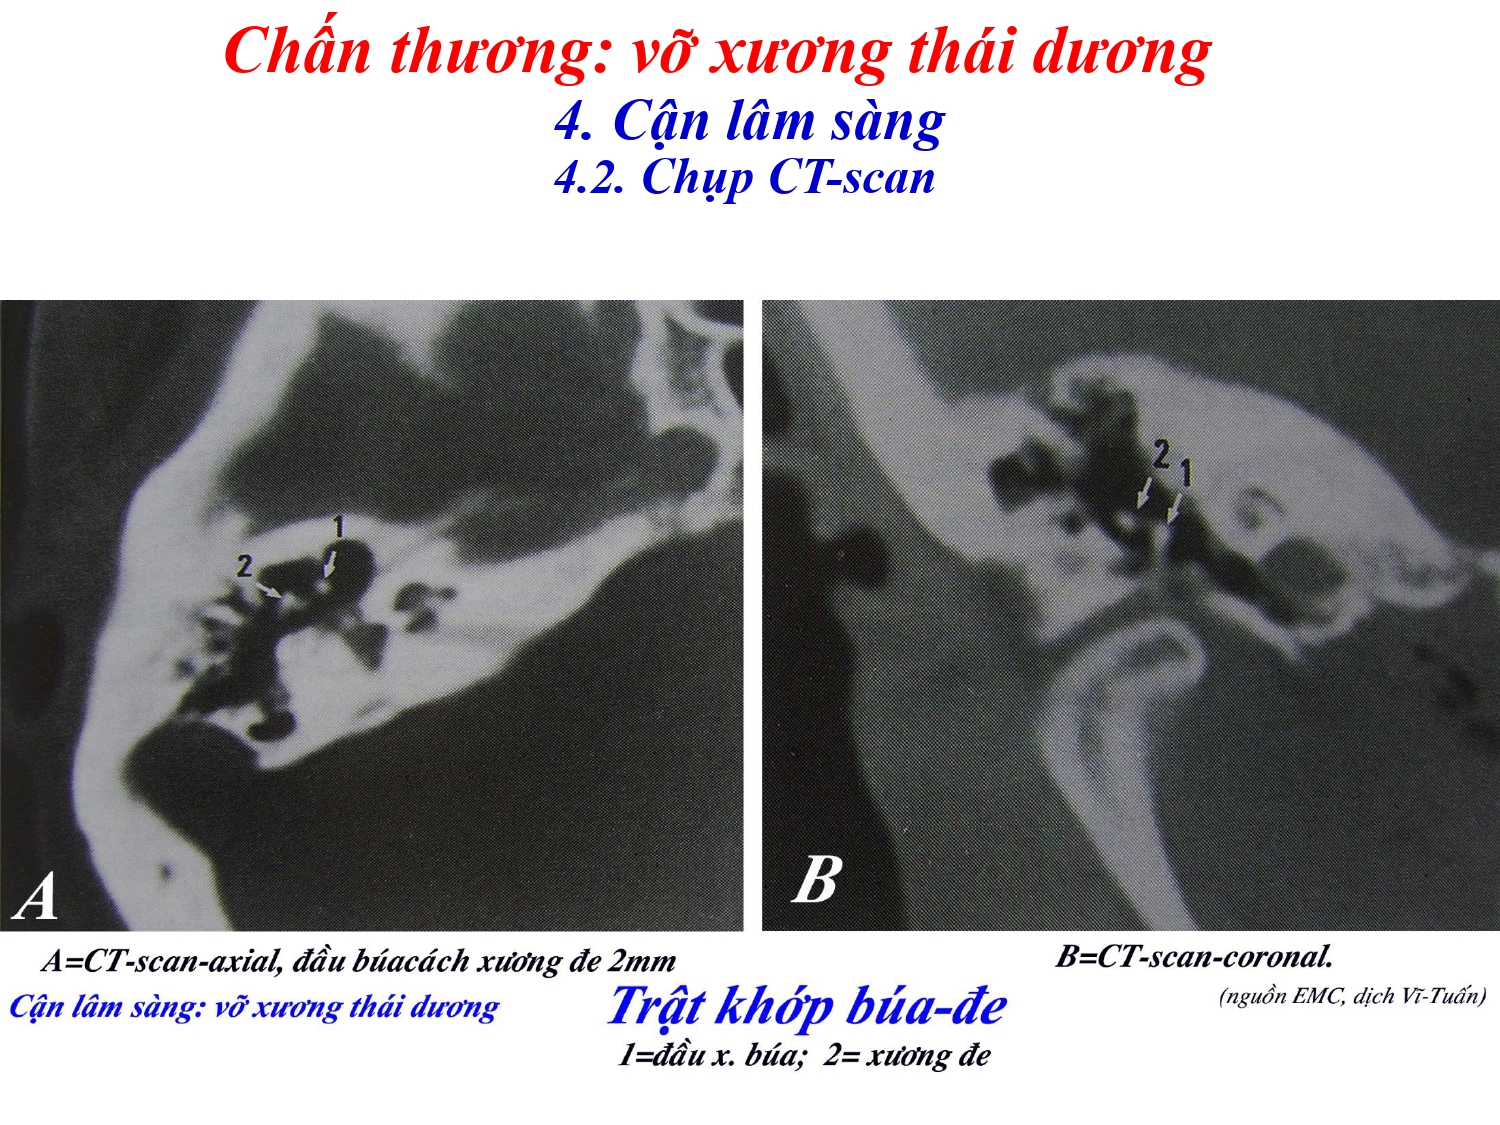 Chấn thương: vỡ xương thái dương
4. Cận lâm sàng
4.2. Chụp CT-scan
1
2
2
1
A
B
A=CT-scan-axial, đầu búacách xương đe 2mm
B=CT-scan-coronal.
Cận lâm sàng: vỡ xương thái dương
Trật khớp búa-đe
(nguồn EMC, dịch Vĩ-Tuấn)
1=đầu x. búa; 2= xương đe